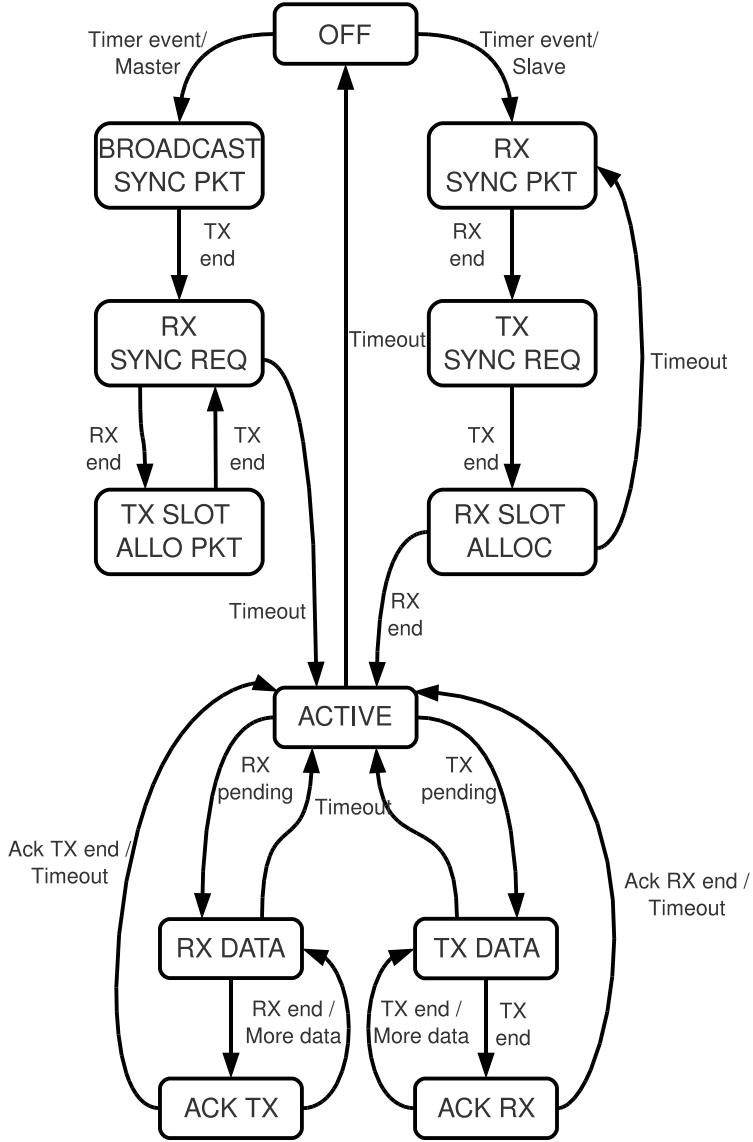 OFF
Timer event/
Master
Timer event/
Slave
BROADCAST
SYNC PKT
RX
SYNC PKT
TX
end
RX
end
RX
SYNC REQ
Timeout
TX
SYNC REQ
Timeout
RX
end
TX
end
TX
end
TX SLOT
ALLO PKT
RX SLOT
ALLOC
Timeout
RX
end
ACTIVE
RX
pending
TX
pending
Timeout
Ack TX end /
Timeout
Ack RX end /
Timeout
RX DATA
TX DATA
RX end /
More data
TX end /
More data
TX
end
ACK TX
ACK RX